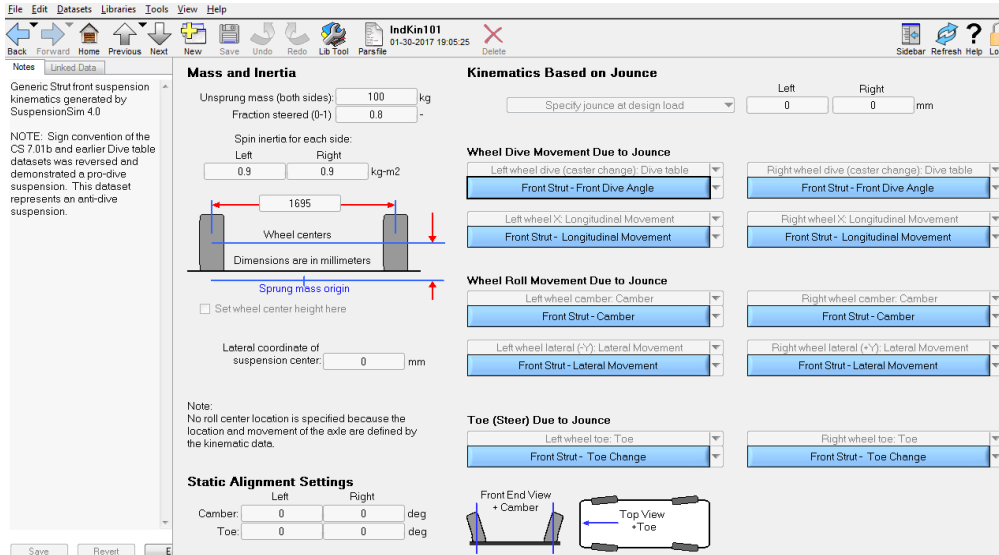 File Edit Datasets Libraries Tools View Help
IndKin101
01-30-2017 19:05:25
Back Forward Home Previous Next New Save Undo Redo Lib Tool Parsfile Delete Sidebar Refresh Help
Notes Linked Data
Generic Strut front suspension
kinematics generated by
SuspensionSim 4.0
NOTE: Sign convention of the
CS 7.01b and earlier Dive table
datasets was reversed and
demonstrated a pro-dive
suspension. This dataset
represents an anti-dive
suspension.
Save Revert
Mass and Inertia
Unsprung mass (both sides): 100 kg
Fraction steered (0-1) 0.8 -
Spin inertia for each side:
Left Right
0.9 0.9 kg-m2
1695
Wheel centers
Dimensions are in millimeters
Sprung mass origin
Set wheel center height here
Lateral coordinate of
suspension center: 0 mm
Note:
No roll center location is specified because the
location and movement of the axle are defined by
the kinematic data.
Static Alignment Settings
Left Right
Camber: 0 0 deg
Toe: 0 0 deg
Kinematics Based on Jounce
Left Right
Specify jounce at design load 0 0 mm
Wheel Dive Movement Due to Jounce
Left wheel dive (caster change): Dive table Right wheel dive (caster change): Dive table
Front Strut - Front Dive Angle Front Strut - Front Dive Angle
Left wheel X: Longitudinal Movement Right wheel X: Longitudinal Movement
Front Strut - Longitudinal Movement Front Strut - Longitudinal Movement
Wheel Roll Movement Due to Jounce
Left wheel camber: Camber Right wheel camber: Camber
Front Strut - Camber Front Strut - Camber
Left wheel lateral (-Y): Lateral Movement Right wheel lateral (+Y): Lateral Movement
Front Strut - Lateral Movement Front Strut - Lateral Movement
Toe (Steer) Due to Jounce
Left wheel toe: Toe Right wheel toe: Toe
Front Strut - Toe Change Front Strut - Toe Change
Front End View
+ Camber
Top View
+Toe